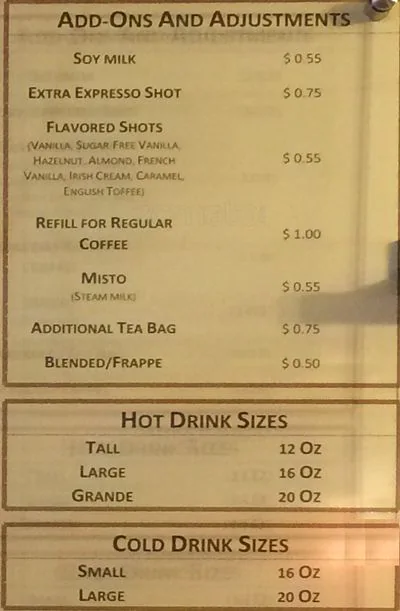 ADD-ONS AND ADJUSTMENTS
SOY MILK $ 0.55
EXTRA EXPRESSO SHOT $ 0.75
FLAVORED SHOTS
(VANILLA, SUGAR FREE VANILLA,
HAZELNUT, ALMOND, FRENCH $ 0.55
VANILLA, IRISH CREAM, CARAMEL,
ENGLISH TOFFEE)
REFILL FOR REGULAR
COFFEE $ 1.00
MISTO
(STEAM MILK) $ 0.55
ADDITIONAL TEA BAG $ 0.75
BLENDED/FRAPPE $ 0.50
HOT DRINK SIZES
TALL 12 OZ
LARGE 16 OZ
GRANDE 20 OZ
COLD DRINK SIZES
SMALL 16 OZ
LARGE 20 OZ